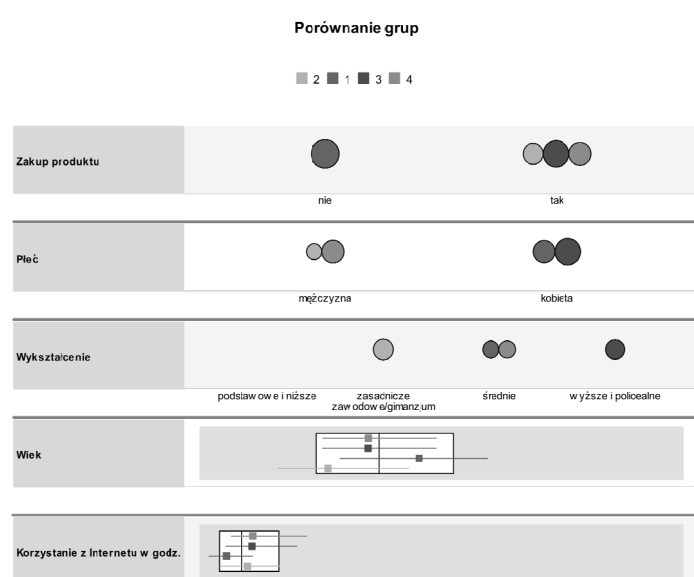 Porównanie grup
2 1 3 4
Zakup produktu
nie tak
Płeć
mężczyzna kobieta
Wykształcenie
podstawowe i niższe zasadnicze średnie wyższe i policealne
zawodowe/gimanzjum
Wiek
Korzystanie z Internetu w godz.